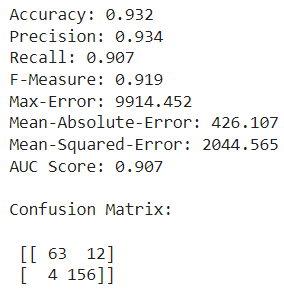 Accuracy: 0.932
Precision: 0.934
Recall: 0.907
F-Measure: 0.919
Max-Error: 9914.452
Mean-Absolute-Error: 426.107
Mean-Squared-Error: 2044.565
AUC Score: 0.907
Confusion Matrix:
[[ 63 12]
[ 4 156]]